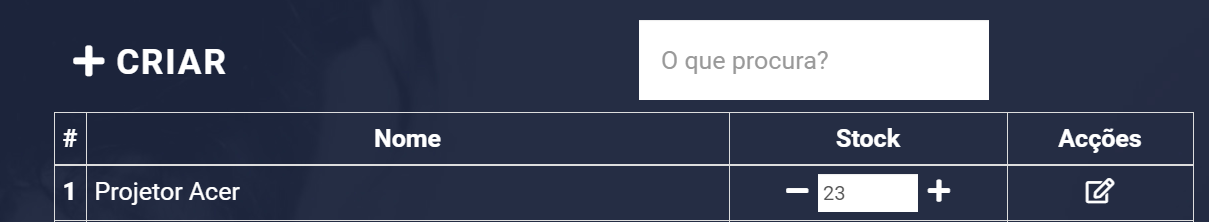 + CRIAR
O que procura?
# Nome Stock Acções
1 Projetor Acer − 23 +